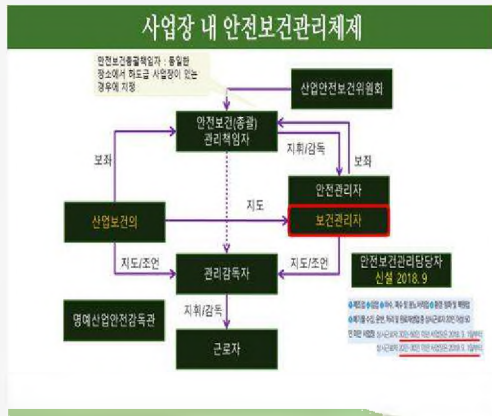 사업장 내 안전보건관리체제
안전보건총괄책임자 : 동일한
장소에서 하도급 사업장이 있는
경우에 지정
산업안전보건위원회
안전보건(총괄)
관리책임자
지휘/감독
보좌
보좌
안전관리자
지도
산업보건의
보건관리자
지도/조언
지도/조언
관리감독자
안전보건관리담당자
신설 2018. 9
명예산업안전감독관
지휘/감독
근로자